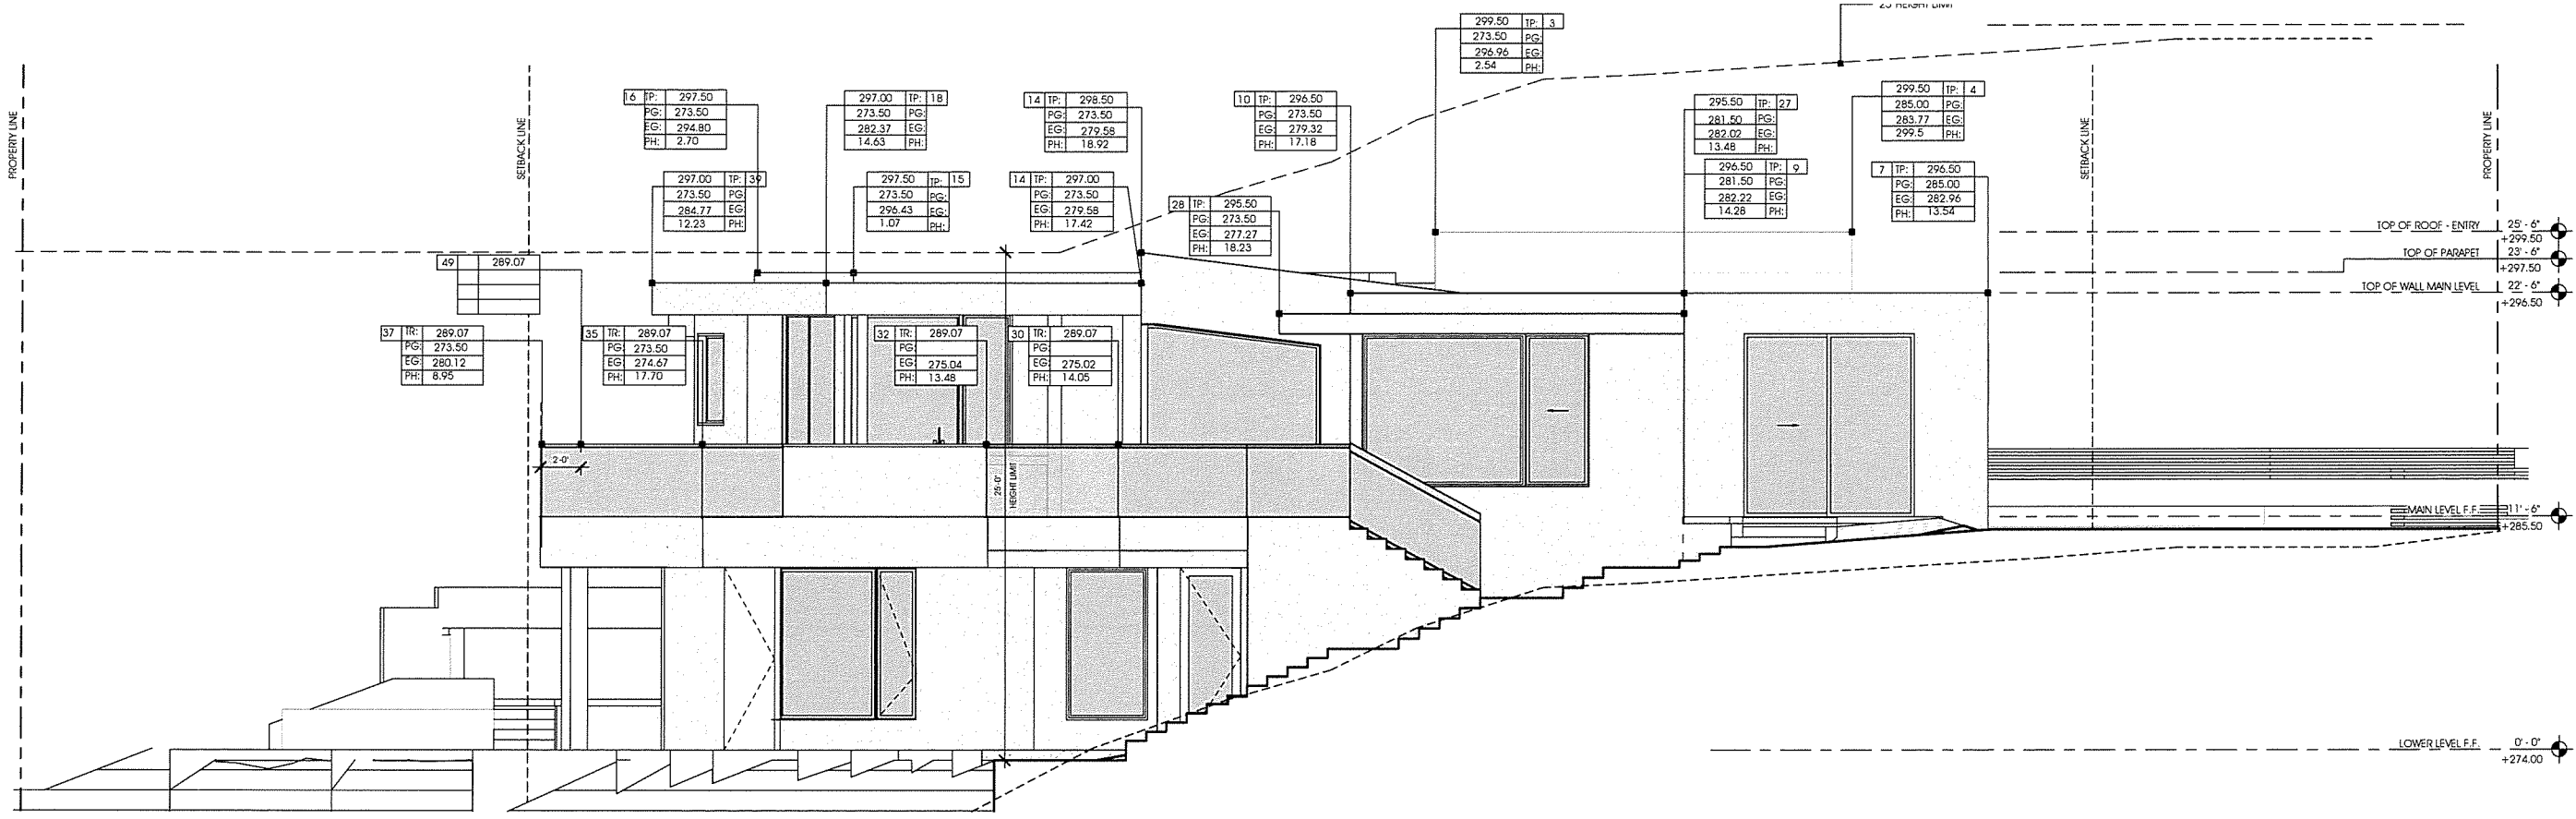 25' HEIGHT LIMIT
299.50 TP: 3
273.50 PG:
296.96 EG:
2.54 PH:
16 TP: 297.50
PG: 273.50
EG: 294.80
PH: 2.70
297.00 TP: 18
273.50 PG:
282.37 EG:
14.63 PH:
14 TP: 298.50
PG: 273.50
EG: 279.58
PH: 18.92
10 TP: 296.50
PG: 273.50
EG: 279.32
PH: 17.18
295.50 TP: 27
281.50 PG:
282.02 EG:
13.48 PH:
299.50 TP: 4
285.00 PG:
283.77 EG:
299.5 PH:
PROPERTY LINE
SETBACK LINE
SETBACK LINE
PROPERTY LINE
297.00 TP: 39
273.50 PG:
284.77 EG:
12.23 PH:
297.50 TP: 15
273.50 PG:
296.43 EG:
1.07 PH:
14 TP: 297.00
PG: 273.50
EG: 279.58
PH: 17.42
28 TP: 295.50
PG: 273.50
EG: 277.27
PH: 18.23
296.50 TP: 9
281.50 PG:
282.22 EG:
14.28 PH:
7 TP: 296.50
PG: 285.00
EG: 282.96
PH: 13.54
TOP OF ROOF - ENTRY 25' - 6"
+299.50
TOP OF PARAPET 23' - 6"
+297.50
TOP OF WALL MAIN LEVEL 22' - 6"
+296.50
49 289.07
37 TR: 289.07
PG: 273.50
EG: 280.12
PH: 8.95
35 TR: 289.07
PG: 273.50
EG: 274.67
PH: 17.70
32 TR: 289.07
PG:
EG: 275.04
PH: 13.48
30 TR: 289.07
PG:
EG: 275.02
PH: 14.05
2'-0"
25'-0"
HEIGHT LIMIT
MAIN LEVEL F.F. 11' - 6"
+285.50
LOWER LEVEL F.F. 0' - 0"
+274.00